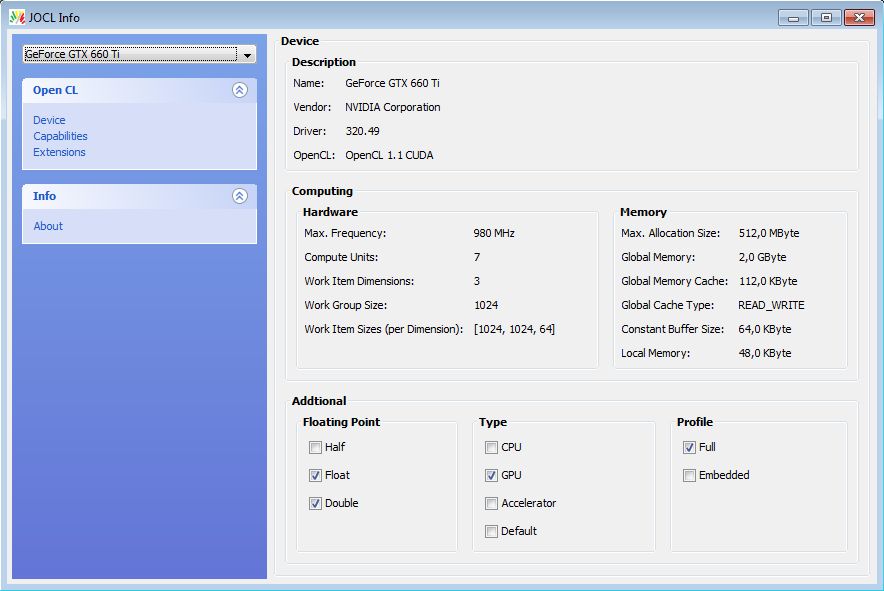 JOCL Info
GeForce GTX 660 Ti
Open CL
Device
Capabilities
Extensions
Info
About
Device
Description
Name: GeForce GTX 660 Ti
Vendor: NVIDIA Corporation
Driver: 320.49
OpenCL: OpenCL 1.1 CUDA
Computing
Hardware
Max. Frequency: 980 MHz
Compute Units: 7
Work Item Dimensions: 3
Work Group Size: 1024
Work Item Sizes (per Dimension): [1024, 1024, 64]
Memory
Max. Allocation Size: 512,0 MByte
Global Memory: 2,0 GByte
Global Memory Cache: 112,0 KByte
Global Cache Type: READ_WRITE
Constant Buffer Size: 64,0 KByte
Local Memory: 48,0 KByte
Addtional
Floating Point
Half
Float
Double
Type
CPU
GPU
Accelerator
Default
Profile
Full
Embedded